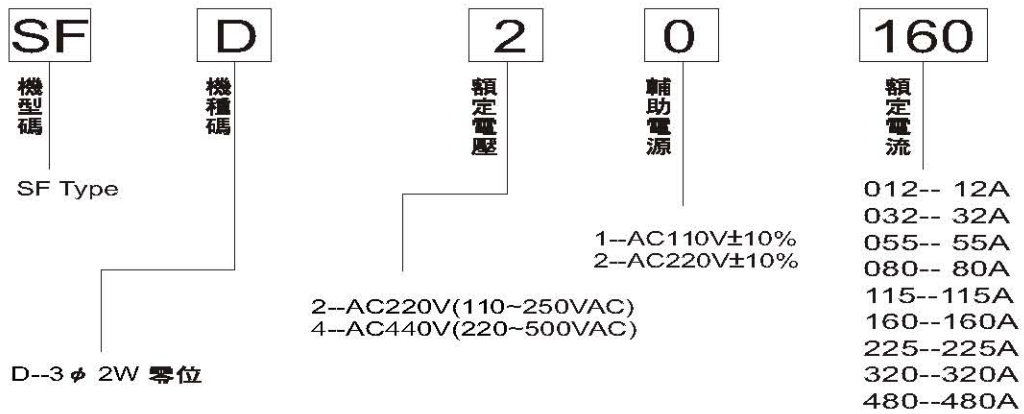 SF D 2 0 160
機型碼
機種碼
額定電壓
輔助電源
額定電流
SF Type
D--3 φ 2W 零位
2--AC220V(110~250VAC)
4--AC440V(220~500VAC)
1--AC110V±10%
2--AC220V±10%
012-- 12A
032-- 32A
055-- 55A
080-- 80A
115--115A
160--160A
225--225A
320--320A
480--480A